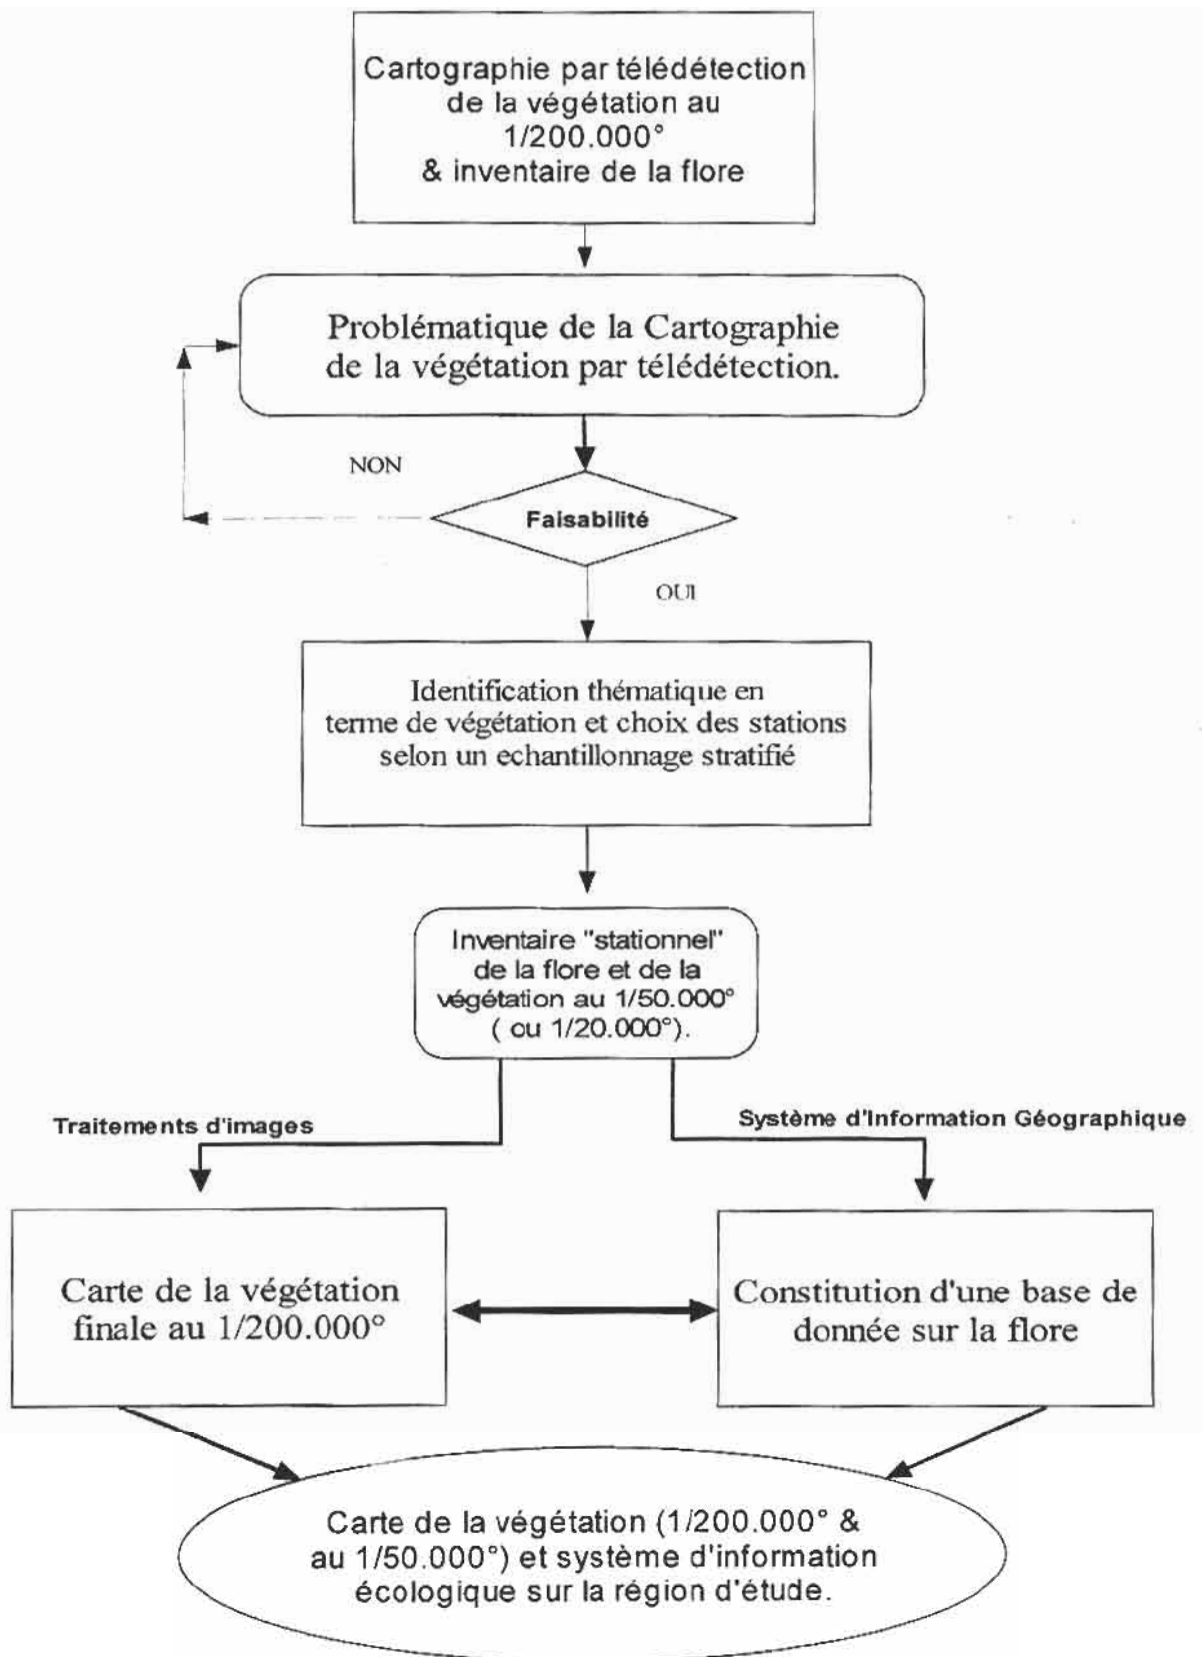 Cartographie par télédétection
de la végétation au
1/200.000°
& inventaire de la flore
Problématique de la Cartographie
de la végétation par télédétection.
NON
Faisabilité
OUI
Identification thématique en
terme de végétation et choix des stations
selon un echantillonnage stratifié
Inventaire "stationnel"
de la flore et de la
végétation au 1/50.000°
( ou 1/20.000°).
Traitements d'images
Système d'Information Géographique
Carte de la végétation
finale au 1/200.000°
Constitution d'une base de
donnée sur la flore
Carte de la végétation (1/200.000° &
au 1/50.000°) et système d'information
écologique sur la région d'étude.